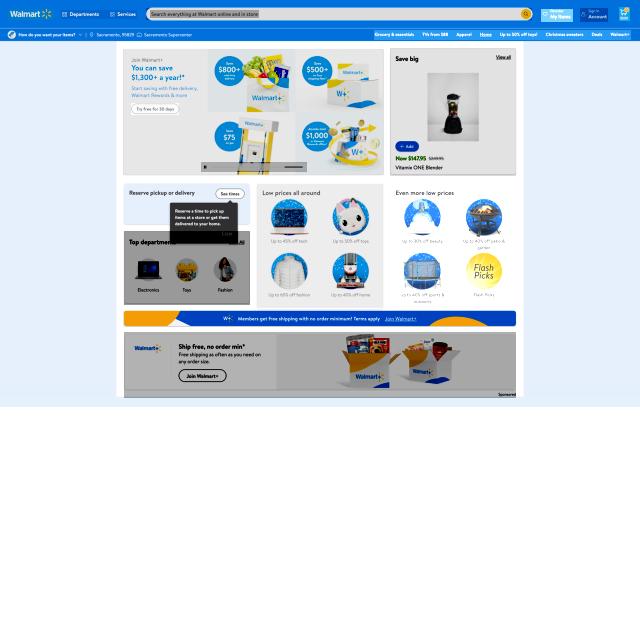 Walmart
Departments
Services
Search everything at Walmart online and in store
Reorder
My Items
Sign In
Account
How do you want your items?
Sacramento, 95829
Sacramento Supercenter
Grocery & essentials
TVs from $88
Apparel
Home
Up to 50% off toys!
Christmas sweaters
Deals
Walmart+
Join Walmart+
You can save
$1,300+ a year!*
Start saving with free delivery,
Walmart Rewards & more
Try free for 30 days
Save
$800+
Walmart
Save
$500+
Walmart
W+
Save
$75
Walmart
$1,000
W+
Save big
View all
+ Add
Now $147.95
$249.95
Vitamix ONE Blender
Reserve pickup or delivery
See times
Reserve a time to pick up
items at a store or get them
delivered to your home.
Top departments
All
Electronics
Toys
Fashion
Low prices all around
Up to 45% off tech
Up to 50% off toys
Up to 60% off fashion
Up to 40% off home
Even more low prices
Up to 30% off beauty
Up to 40% off patio &
garden
Up to 40% off sports &
Flash
Picks
Flash Picks
W+ Members get free shipping with no order minimum! Terms apply
Join Walmart+
Walmart
Ship free, no order min*
Free shipping as often as you need on
any order size.
Join Walmart+
Walmart
Walmart
Sponsored